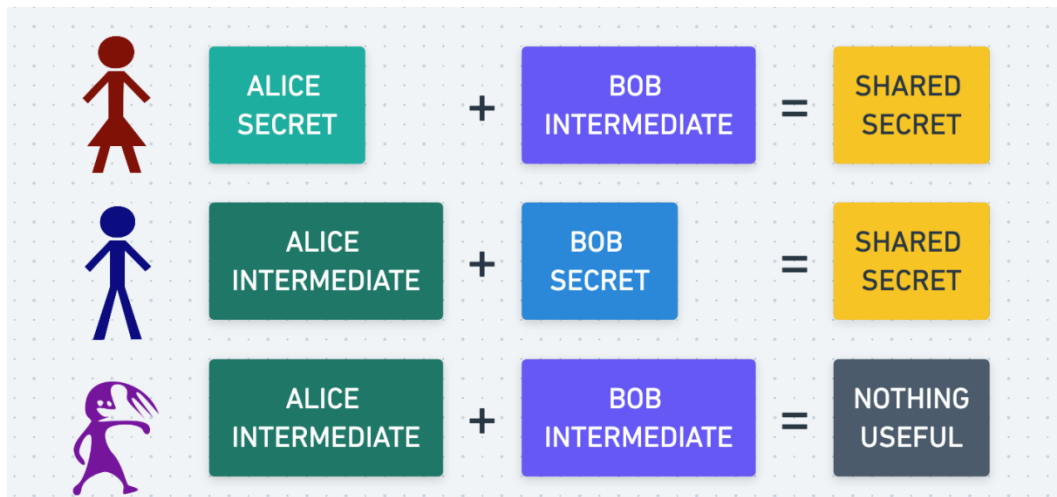 ALICE
SECRET
+
BOB
INTERMEDIATE
=
SHARED
SECRET
ALICE
INTERMEDIATE
+
BOB
SECRET
=
SHARED
SECRET
ALICE
INTERMEDIATE
+
BOB
INTERMEDIATE
=
NOTHING
USEFUL